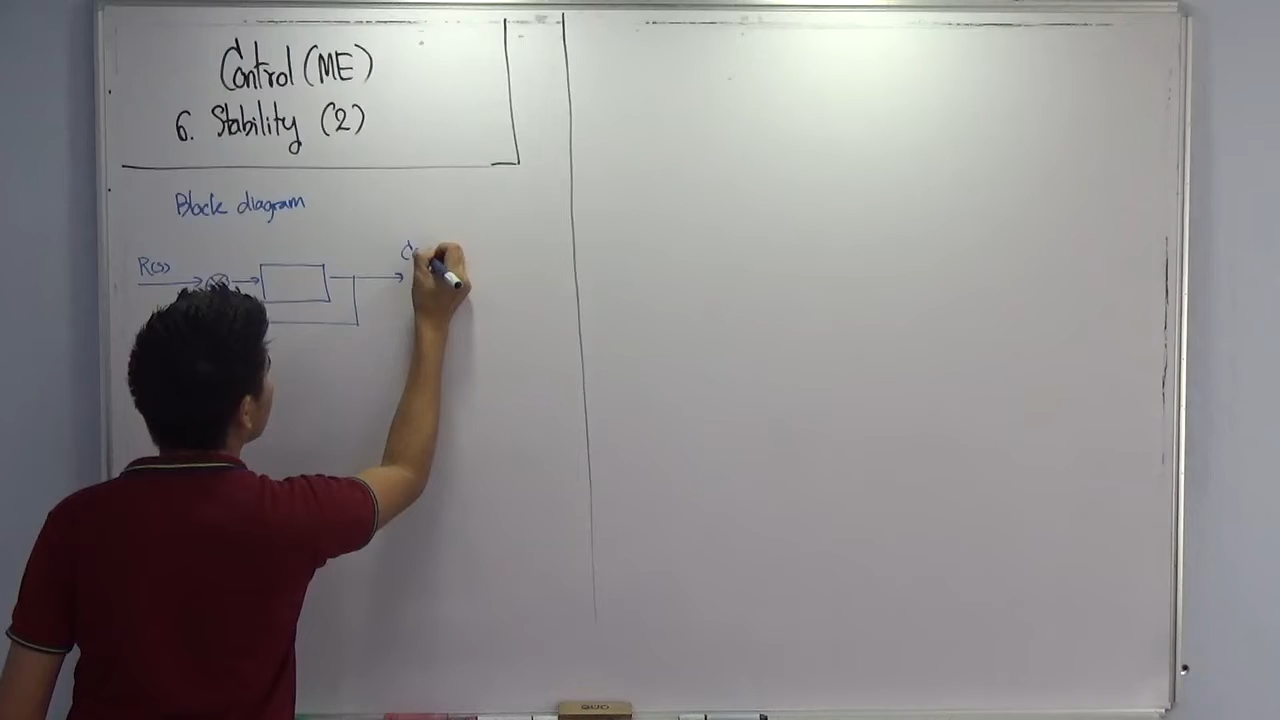 Control (ME)
6. Stability (2)
Block diagram
R(s)
C